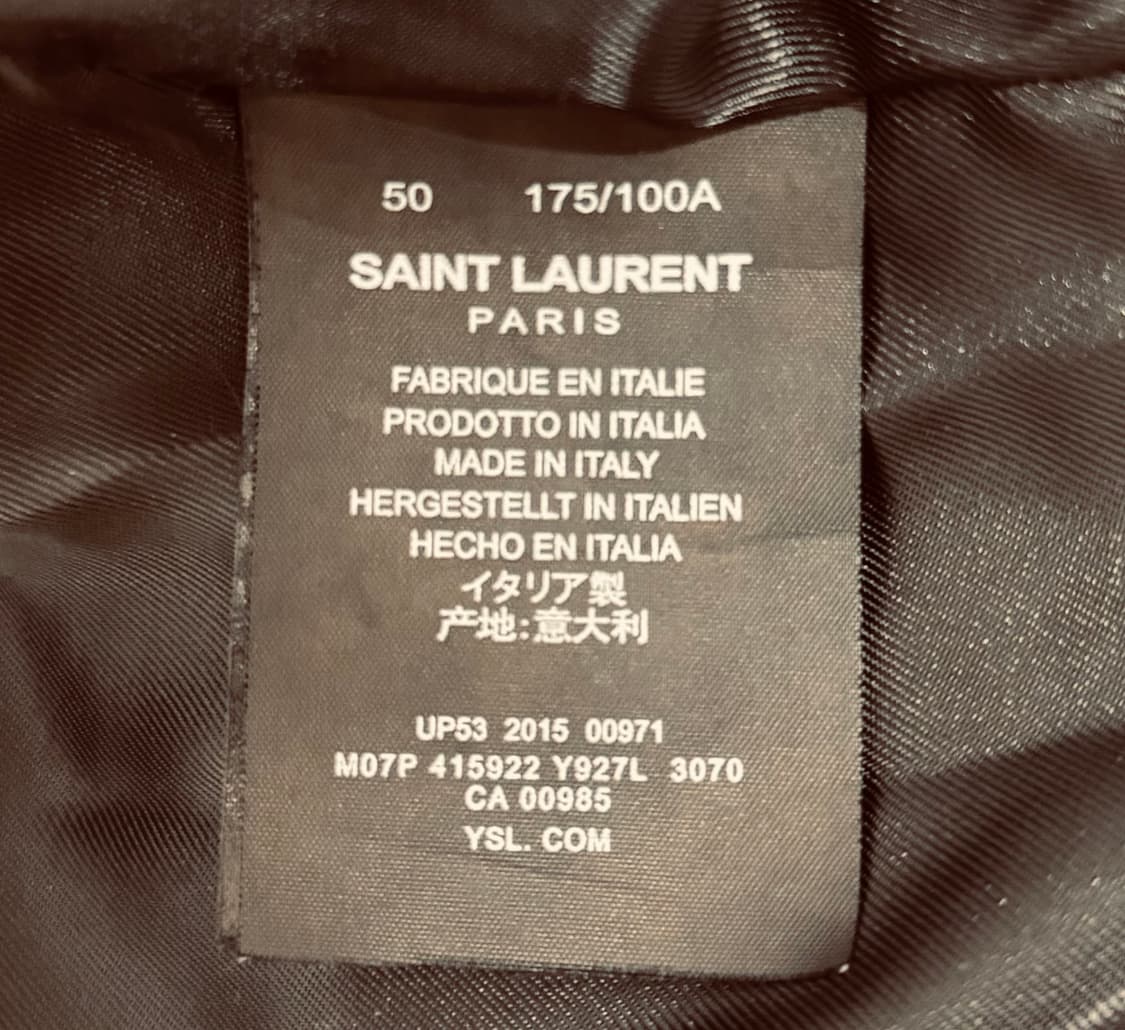 50 175/100A
SAINT LAURENT
PARIS
FABRIQUE EN ITALIE
PRODOTTO IN ITALIA
MADE IN ITALY
HERGESTELLT IN ITALIEN
HECHO EN ITALIA
イタリア製
产地:意大利
UP53 2015 00971
M07P 415922 Y927L 3070
CA 00985
YSL. COM